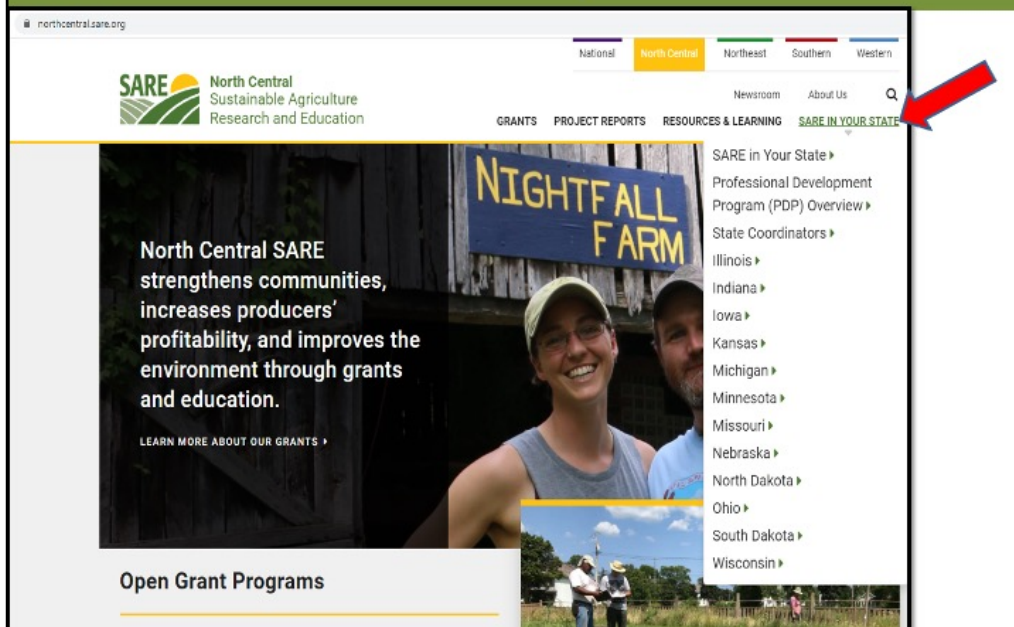 northcentral.sare.org
National North Central Northeast Southern Western
SARE
North Central
Sustainable Agriculture
Research and Education
Newsroom About Us
GRANTS PROJECT REPORTS RESOURCES & LEARNING SARE IN YOUR STATE
SARE in Your State
Professional Development
Program (PDP) Overview
State Coordinators
Illinois
Indiana
Iowa
Kansas
Michigan
Minnesota
Missouri
Nebraska
North Dakota
Ohio
South Dakota
Wisconsin
NIGHTFALL
FARM
North Central SARE
strengthens communities,
increases producers'
profitability, and improves the
environment through grants
and education.
LEARN MORE ABOUT OUR GRANTS
Open Grant Programs